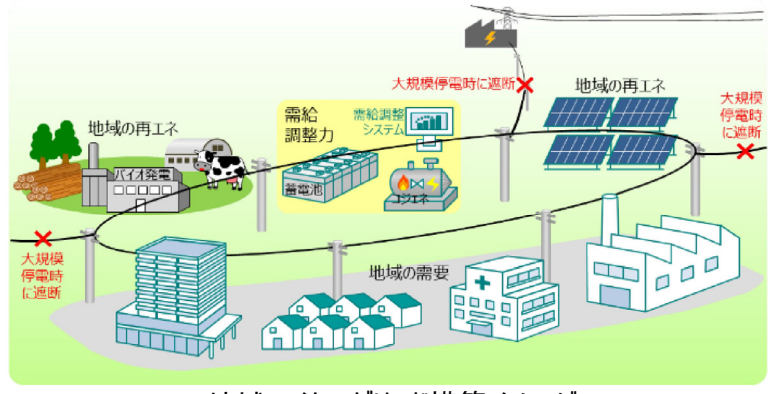 大規模停電時に遮断
地域の再エネ
大規模
停電時
に遮断
需給
調整力
需給調整
システム
地域の再エネ
バイオ発電
蓄電池
コジェネ
大規模
停電時
に遮断
地域の需要